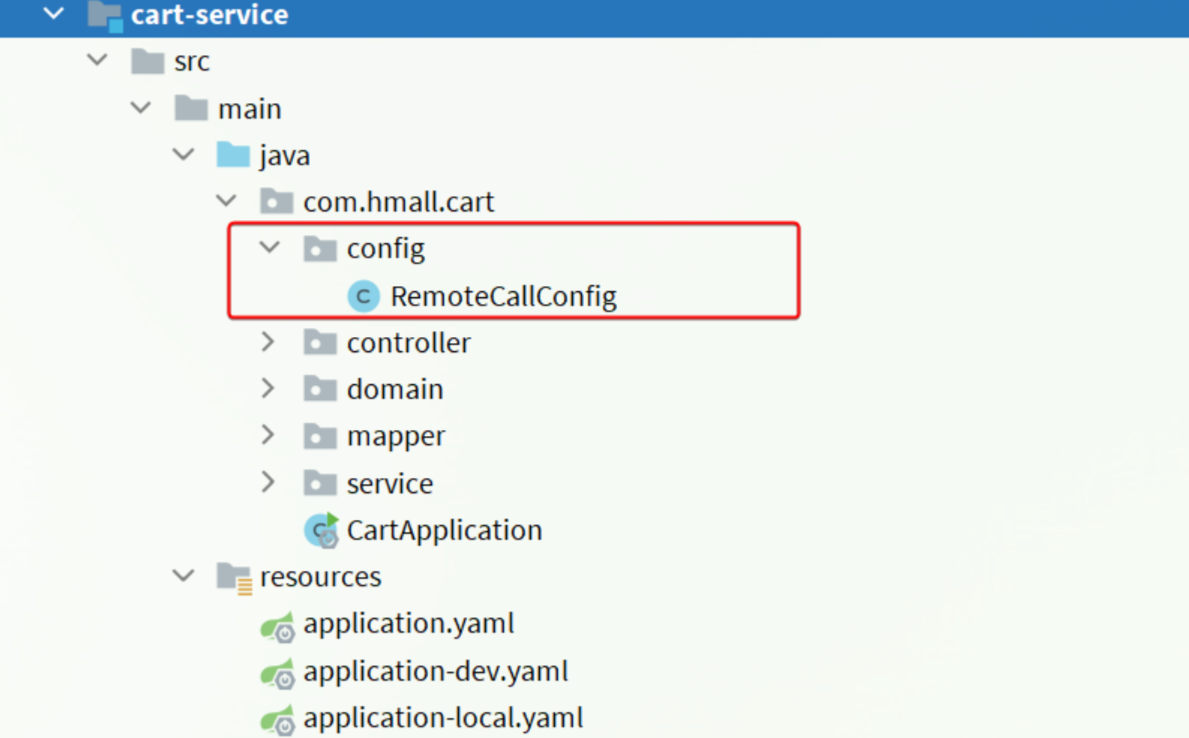 cart-service
src
main
java
com.hmall.cart
config
RemoteCallConfig
controller
domain
mapper
service
CartApplication
resources
application.yaml
application-dev.yaml
application-local.yaml